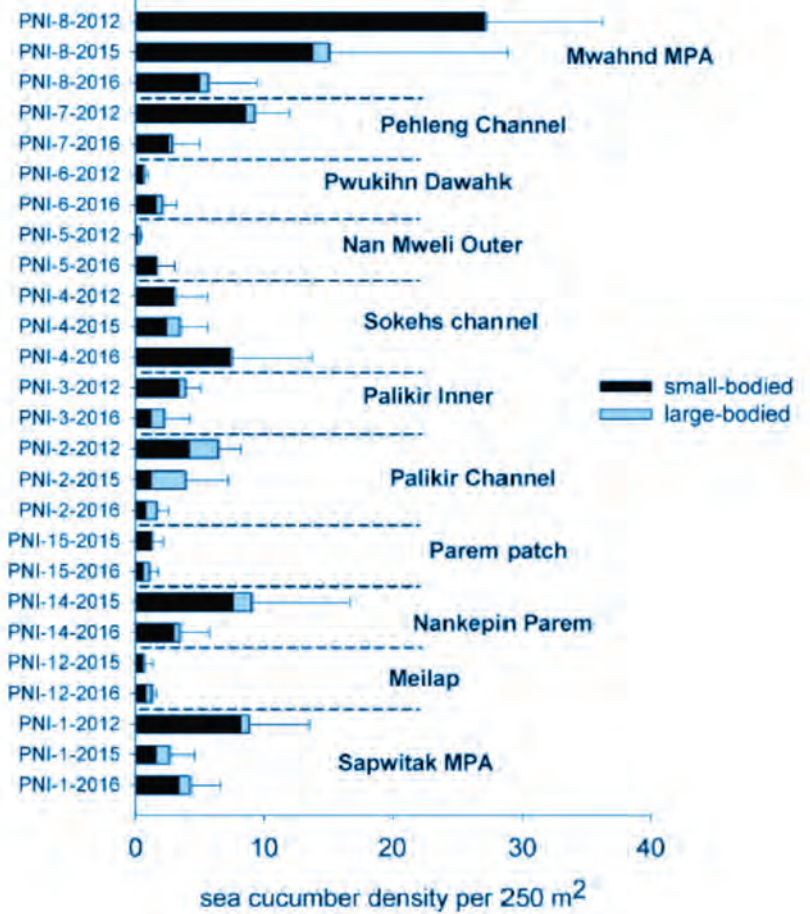 PNI-8-2012
PNI-8-2015
Mwahnd MPA
PNI-8-2016
PNI-7-2012
Pehleng Channel
PNI-7-2016
PNI-6-2012
Pwukihn Dawahk
PNI-6-2016
PNI-5-2012
Nan Mweli Outer
PNI-5-2016
PNI-4-2012
PNI-4-2015
Sokehs channel
PNI-4-2016
PNI-3-2012
Palikir Inner
small-bodied
PNI-3-2016
large-bodied
PNI-2-2012
PNI-2-2015
Palikir Channel
PNI-2-2016
PNI-15-2015
Parem patch
PNI-15-2016
PNI-14-2015
PNI-14-2016
Nankepin Parem
PNI-12-2015
Meilap
PNI-12-2016
PNI-1-2012
PNI-1-2015
Sapwitak MPA
PNI-1-2016
0 10 20 30 40
sea cucumber density per 250 m²